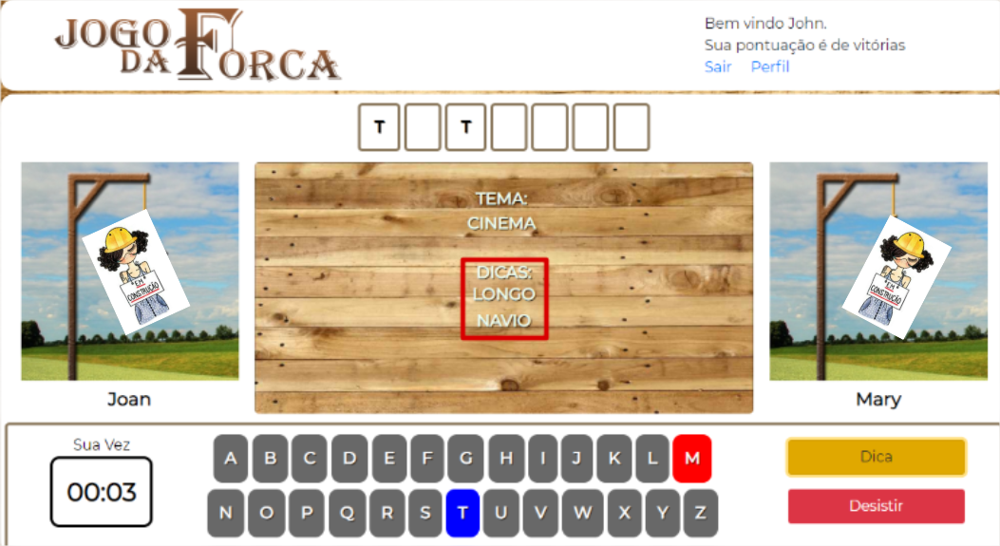 JOGO
DA FORCA
Bem vindo John.
Sua pontuação é de vitórias
Sair Perfil
T T
TEMA:
CINEMA
DICAS:
LONGO
NAVIO
"EM
CONSTRUÇÃO
"EM
CONSTRUÇÃO
Joan
Mary
Sua Vez
00:03
A B C D E F G H I J K L M
N O P Q R S T U V W X Y Z
Dica
Desistir